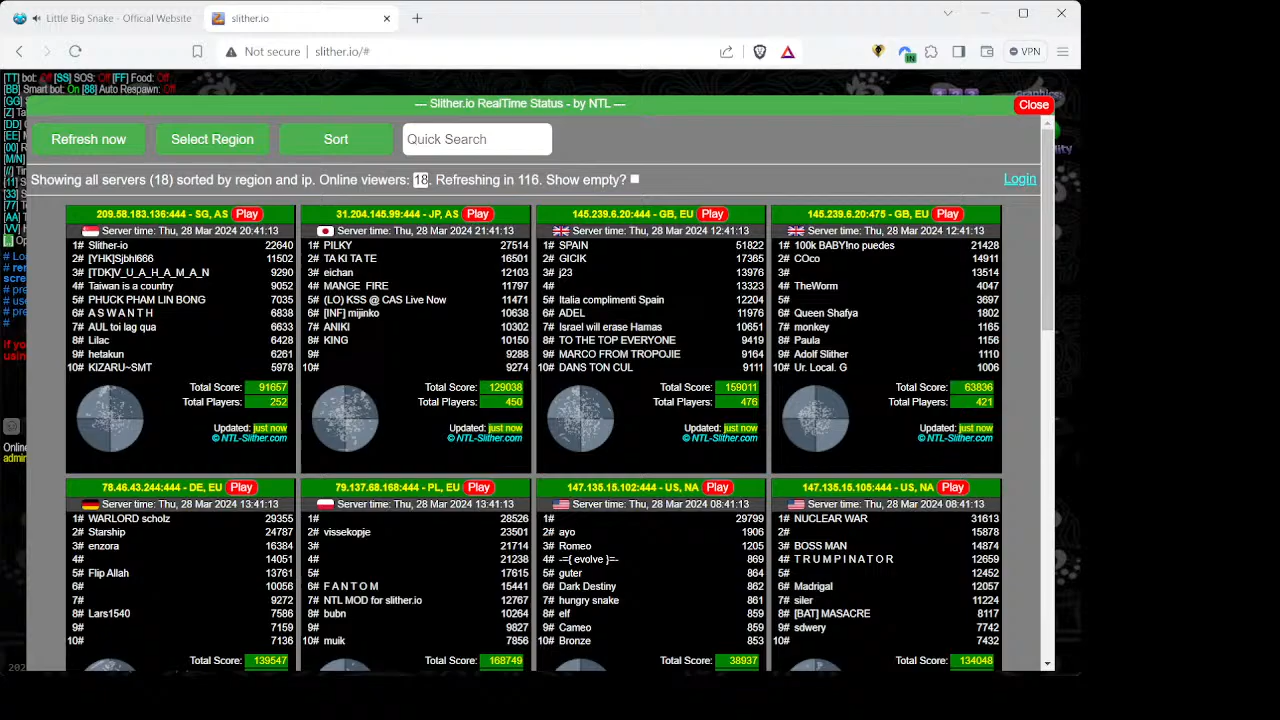 Little Big Snake - Official Website
slither.io
Not secure
slither.io/#
VPN
[TT] bot: Off [SS] SOS: Off [FF] Food: Off
[BB] Smart bot: On [88] Auto Respawn: Off
--- Slither.io RealTime Status - by NTL ---
Close
Refresh now
Select Region
Sort
Quick Search
Showing all servers (18) sorted by region and ip. Online viewers: 18. Refreshing in 116. Show empty?
Login
209.58.183.136:444 - SG, AS Play
Server time: Thu, 28 Mar 2024 20:41:13
1# Slither-io 22640
2# [YHK]Sjbhl666 11502
3# [TDK]V_U_A_H_A_M_A_N 9290
4# Taiwan is a country 9052
5# PHUCK PHAM LIN BONG 7035
6# A S W A N T H 6838
7# AUL toi lag qua 6633
8# Lilac 6428
9# hetakun 6261
10# KIZARU~SMT 5978
Total Score: 91657
Total Players: 252
Updated: just now
© NTL-Slither.com
31.204.145.99:444 - JP, AS Play
Server time: Thu, 28 Mar 2024 21:41:13
1# PILKY 27514
2# TA KI TA TE 16501
3# eichan 12103
4# MANGE FIRE 11797
5# (LO) KSS @ CAS Live Now 11471
6# [INF] mijinko 10638
7# ANIKI 10302
8# KING 10150
9# 9288
10# 9274
Total Score: 129038
Total Players: 450
Updated: just now
© NTL-Slither.com
145.239.6.20:444 - GB, EU Play
Server time: Thu, 28 Mar 2024 12:41:13
1# SPAIN 51822
2# GICIK 17365
3# j23 13976
4# 13323
5# Italia complimenti Spain 12204
6# ADEL 11976
7# Israel will erase Hamas 10651
8# TO THE TOP EVERYONE 9419
9# MARCO FROM TROPOJIE 9164
10# DANS TON CUL 9111
Total Score: 159011
Total Players: 476
Updated: just now
© NTL-Slither.com
145.239.6.20:475 - GB, EU Play
Server time: Thu, 28 Mar 2024 12:41:13
1# 100k BABY!no puedes 21428
2# COco 14911
3# 13514
4# TheWorm 4047
5# 3697
6# Queen Shafya 1802
7# monkey 1165
8# Paula 1156
9# Adolf Slither 1110
10# Ur. Local. G 1006
Total Score: 63836
Total Players: 421
Updated: just now
© NTL-Slither.com
78.46.43.244:444 - DE, EU Play
Server time: Thu, 28 Mar 2024 13:41:13
1# WARLORD scholz 29355
2# Starship 24787
3# enzora 16384
4# 14051
5# Flip Allah 13761
6# 10056
7# 9272
8# Lars1540 7586
9# 7159
10# 7136
Total Score: 139547
79.137.68.168:444 - PL, EU Play
Server time: Thu, 28 Mar 2024 13:41:13
1# 28526
2# vissekopje 23501
3# 21714
4# 21238
5# 17615
6# F A N T O M 15441
7# NTL MOD for slither.io 12767
8# bubn 10264
9# 9827
10# muik 7856
Total Score: 168749
147.135.15.102:444 - US, NA Play
Server time: Thu, 28 Mar 2024 08:41:13
1# 29799
2# ayo 1906
3# Romeo 1205
4# -={ evolve }=- 869
5# guter 864
6# Dark Destiny 862
7# hungry snake 861
8# elf 859
9# Cameo 859
10# Bronze 853
Total Score: 38937
147.135.15.105:444 - US, NA Play
Server time: Thu, 28 Mar 2024 08:41:13
1# NUCLEAR WAR 31613
2# 15878
3# BOSS MAN 14874
4# T R U M P I N A T O R 12659
5# 12452
6# Madrigal 12057
7# siler 11224
8# [BAT] MASACRE 8117
9# sdwery 7742
10# 7432
Total Score: 134048